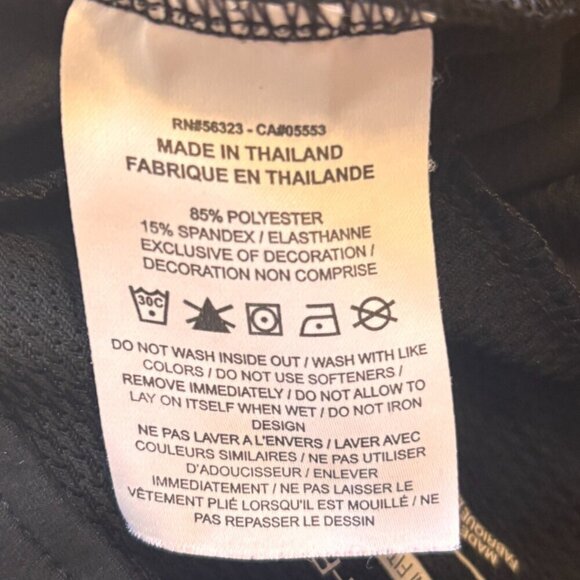 RN#56323 - CA#05553
MADE IN THAILAND
FABRIQUE EN THAILANDE
85% POLYESTER
15% SPANDEX / ELASTHANNE
EXCLUSIVE OF DECORATION /
DECORATION NON COMPRISE
30C
DO NOT WASH INSIDE OUT / WASH WITH LIKE
COLORS / DO NOT USE SOFTENERS /
REMOVE IMMEDIATELY / DO NOT ALLOW TO
LAY ON ITSELF WHEN WET / DO NOT IRON
DESIGN
NE PAS LAVER A L'ENVERS / LAVER AVEC
COULEURS SIMILAIRES / NE PAS UTILISER
D'ADOUCISSEUR / ENLEVER
IMMEDIATEMENT / NE PAS LAISSER LE
VÊTEMENT PLIÉ LORSQU'IL EST MOUILLÉ / NE
PAS REPASSER LE DESSIN
MADE
FABRIQUE